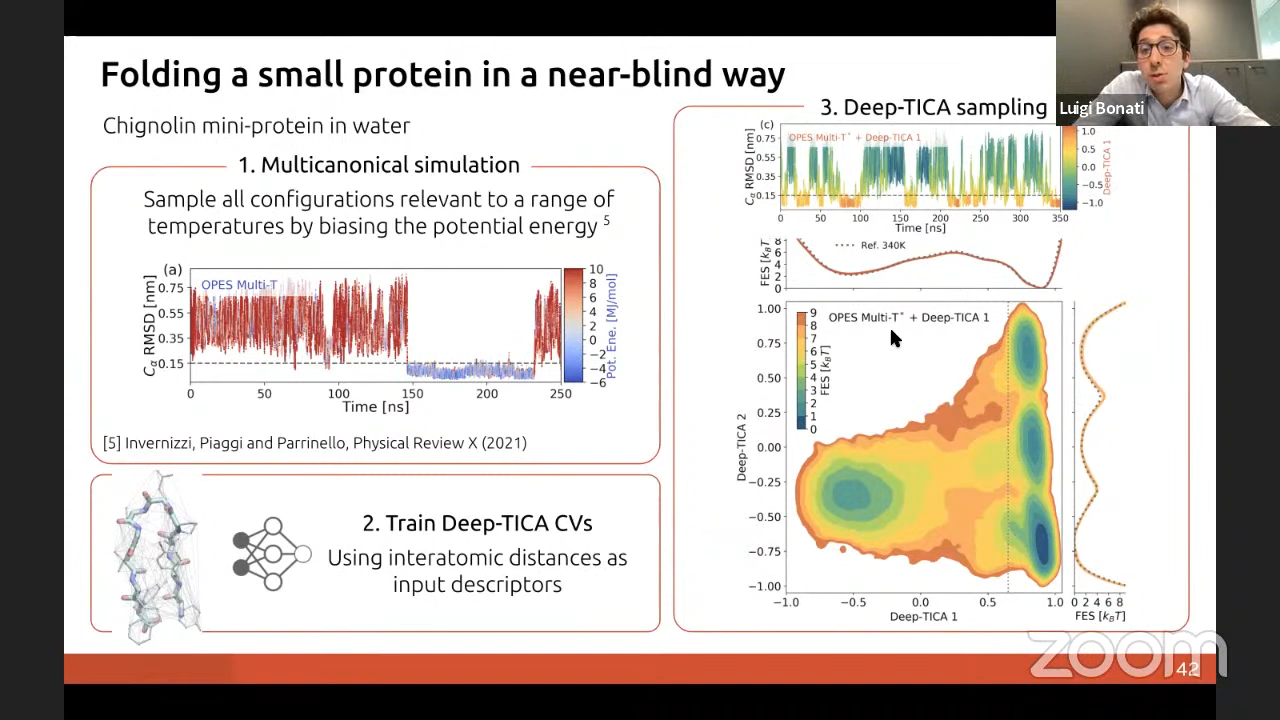 Folding a small protein in a near-blind way
Chignolin mini-protein in water
1. Multicanonical simulation
Sample all configurations relevant to a range of
temperatures by biasing the potential energy 5
(a)
OPES Multi-T
Cα RMSD [nm]
0.75
0.55
0.35
0.15
0 50 100 150 200 250
Time [ns]
10
8
6
4
2
0
−2
−4
−6
Pot. Ene. [MJ/mol]
[5] Invernizzi, Piaggi and Parrinello, Physical Review X (2021)
2. Train Deep-TICA CVs
Using interatomic distances as
input descriptors
3. Deep-TICA sampling
(c)
OPES Multi-T* + Deep-TICA 1
Cα RMSD [nm]
0.75
0.55
0.35
0.15
0 50 100 150 200 250 300 350
Time [ns]
1.0
0.5
0.0
−0.5
−1.0
Deep-TICA 1
FES [kBT]
8
6
4
2
0
Ref. 340K
OPES Multi-T* + Deep-TICA 1
9
8
7
6
5
4
3
2
1
0
FES [kBT]
Deep-TICA 2
1.00
0.75
0.50
0.25
0.00
−0.25
−0.50
−0.75
−1.00
−1.0 −0.5 0.0 0.5 1.0
Deep-TICA 1
0 2 4 6 8
FES [kBT]
Luigi Bonati
zoom
42